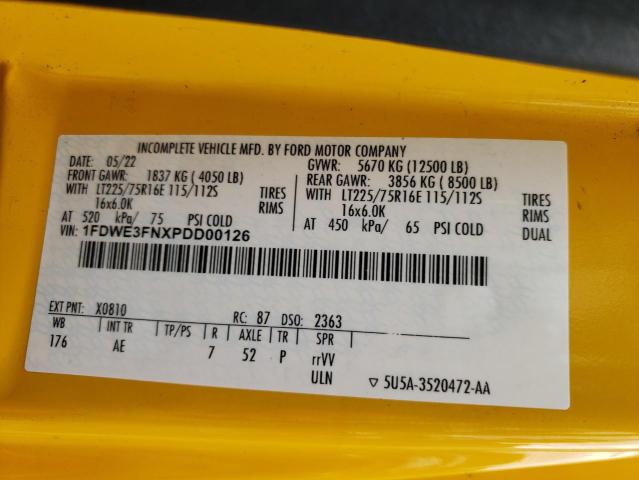 INCOMPLETE VEHICLE MFD. BY FORD MOTOR COMPANY
DATE: 05/22 GVWR: 5670 KG (12500 LB)
FRONT GAWR: 1837 KG ( 4050 LB) REAR GAWR: 3856 KG ( 8500 LB)
WITH LT225/75R16E 115/112S TIRES WITH LT225/75R16E 115/112S TIRES
16x6.0K RIMS 16x6.0K RIMS
AT 520 kPa/ 75 PSI COLD AT 450 kPa/ 65 PSI COLD DUAL
VIN: 1FDWE3FNXPDD00126
EXT PNT: X0810 RC: 87 DSO: 2363
WB INT TR TP/PS R AXLE TR SPR
176 AE 7 52 P rrVV
ULN ▽ 5U5A-3520472-AA